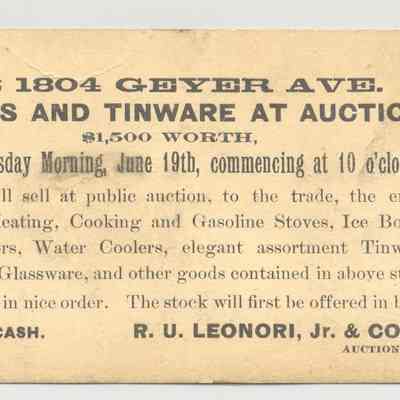 1804 GEYER AVE.
S AND TINWARE AT AUCTIO
$1,500 WORTH,
sday Morning, June 19th, commencing at 10 o'clo
ll sell at public auction, to the trade, the e
eating, Cooking and Gasoline Stoves, Ice Bo
ers, Water Coolers, elegant assortment Tinw
Glassware, and other goods contained in above s
in nice order. The stock will first be offered in b
CASH. R. U. LEONORI, Jr. & CO
AUCTION